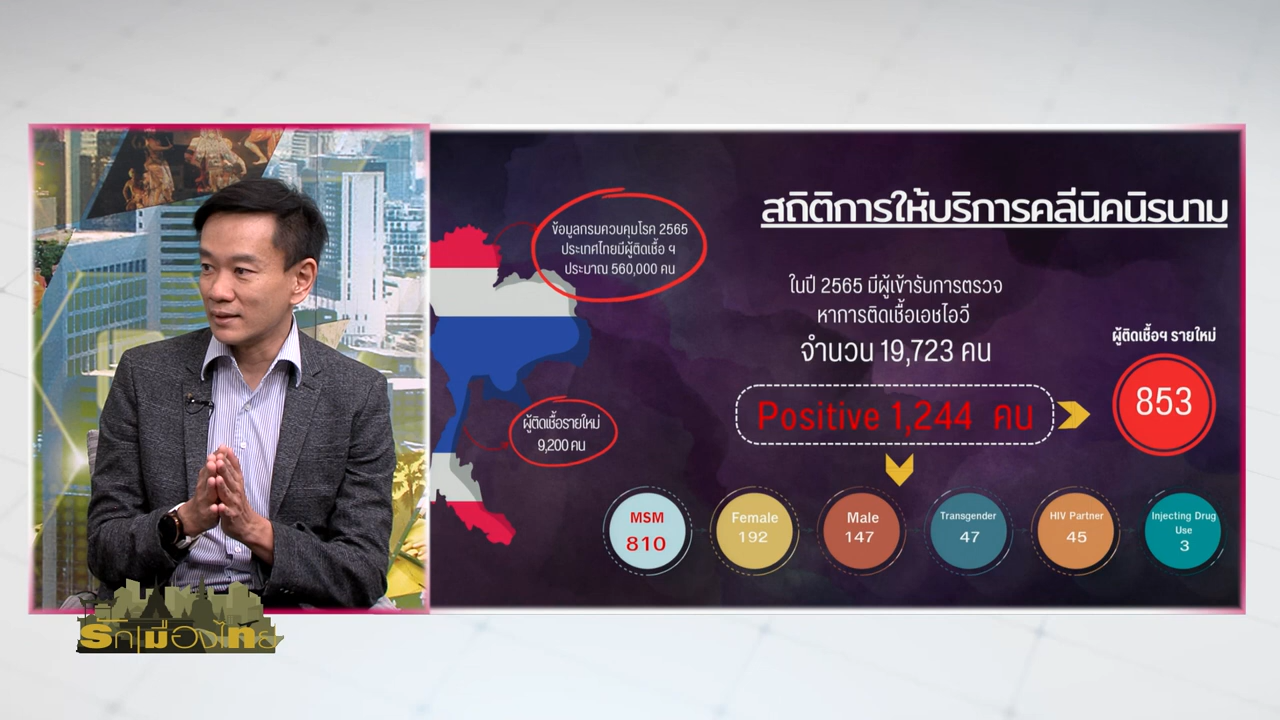 สถิติการให้บริการคลีนิคนิรนาม
ข้อมูลกรมควบคุมโรค 2565
ประเทศไทยมีผู้ติดเชื้อ ฯ
ประมาณ 560,000 คน
ผู้ติดเชื้อรายใหม่
9,200 คน
ในปี 2565 มีผู้เข้ารับการตรวจ
หาการติดเชื้อเอชไอวี
จำนวน 19,723 คน
Positive 1,244 คน
ผู้ติดเชื้อฯ รายใหม่
853
MSM
810
Female
192
Male
147
Transgender
47
HIV Partner
45
Injecting Drug
Use
3
รักเมืองไทย